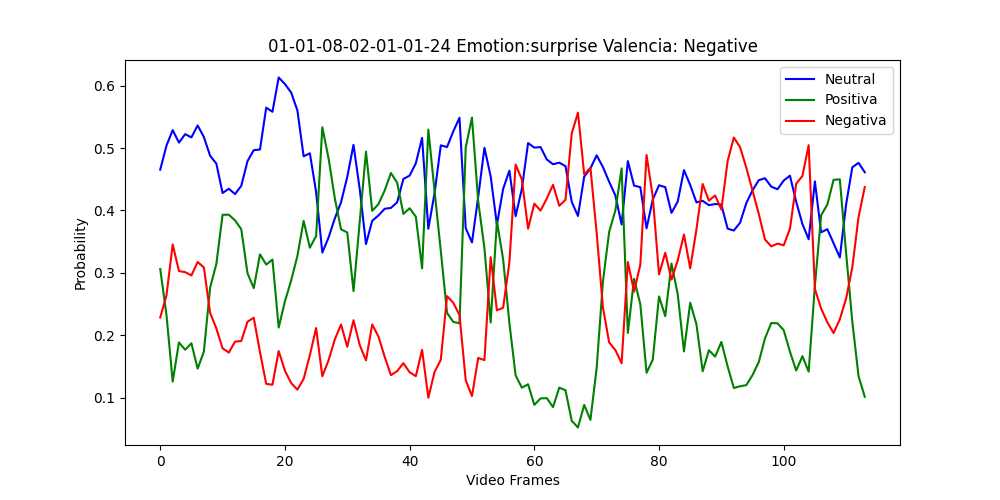 01-01-08-02-01-01-24 Emotion:surprise Valencia: Negative
Neutral
Positiva
Negativa
0.6
0.5
0.4
0.3
0.2
0.1
Probability
0 20 40 60 80 100
Video Frames